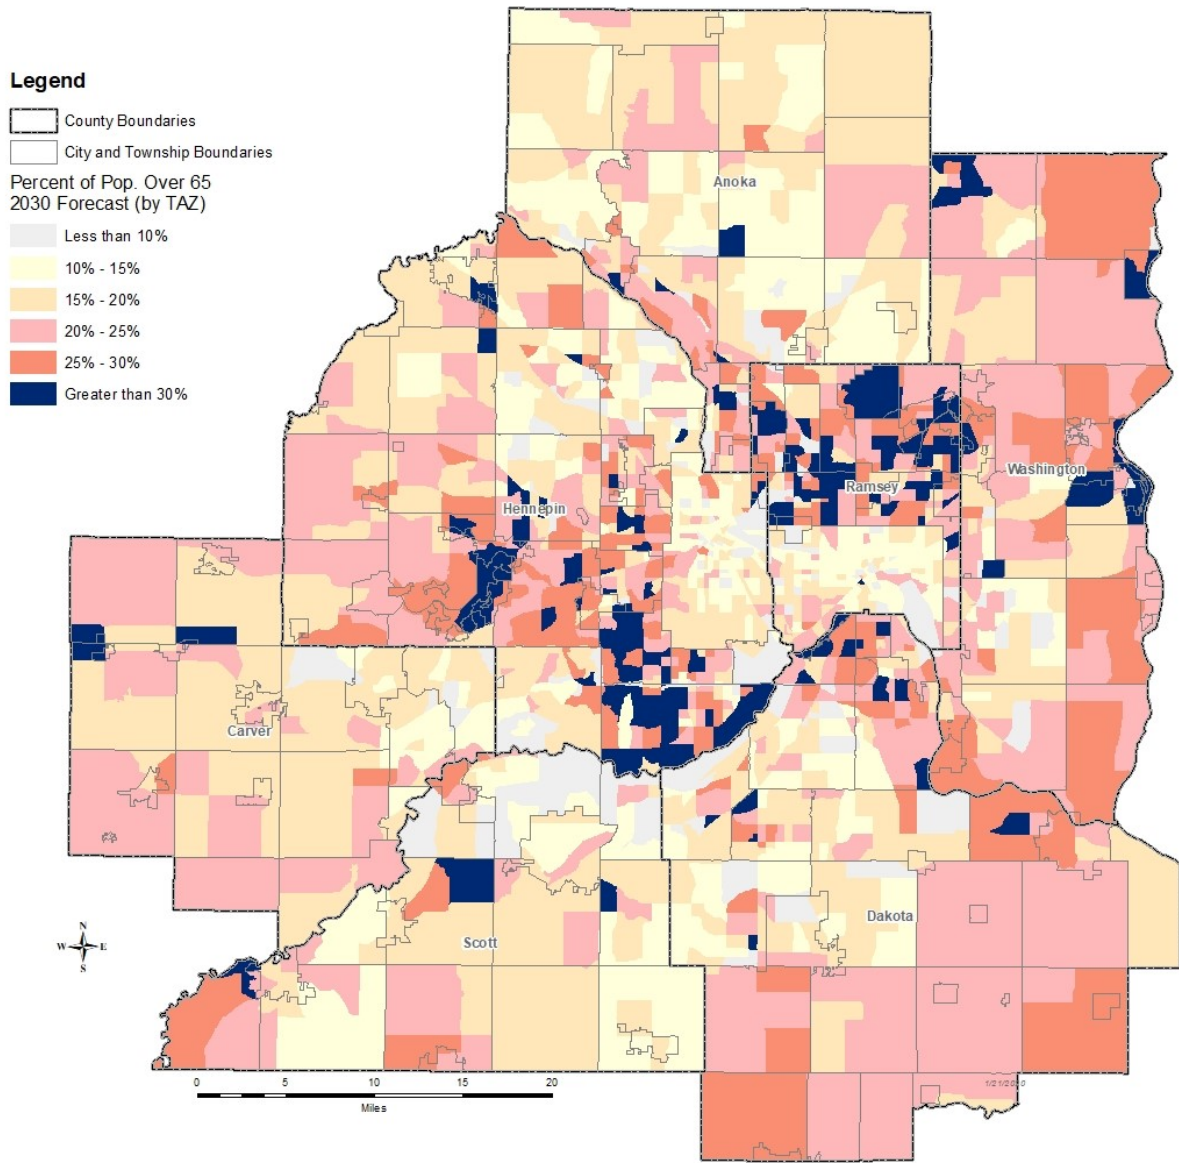 Legend
County Boundaries
City and Township Boundaries
Percent of Pop. Over 65
2030 Forecast (by TAZ)
Less than 10%
10% - 15%
15% - 20%
20% - 25%
25% - 30%
Greater than 30%
Anoka
Washington
Ramsey
Hennepin
Carver
Dakota
Scott
N
W E
S
0 5 10 15 20
Miles